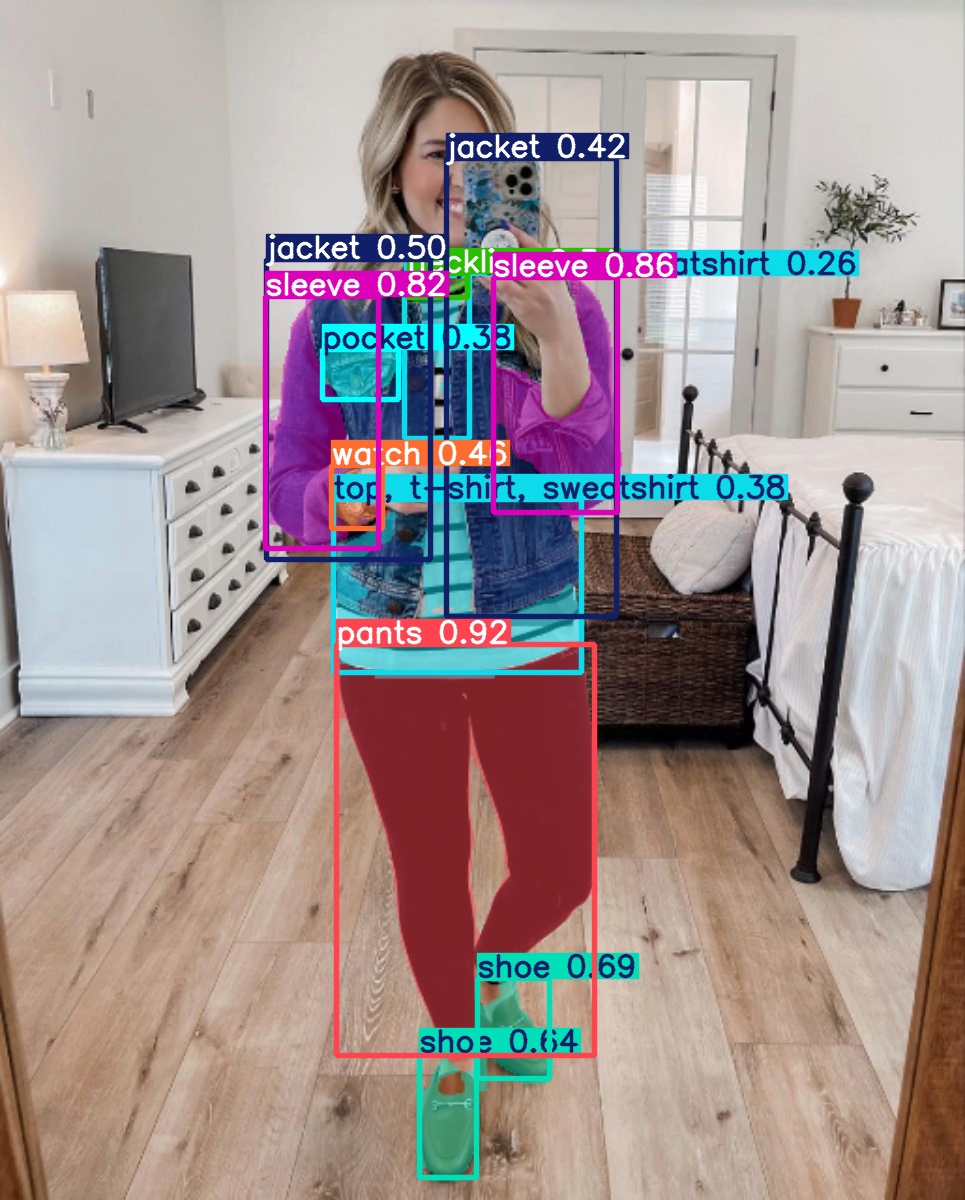 jacket 0.42
jacket 0.50
sleeve 0.86
atshirt 0.26
sleeve 0.82
pocket 0.38
watch 0.46
top, t-shirt, sweatshirt 0.38
pants 0.92
shoe 0.69
shoe 0.64